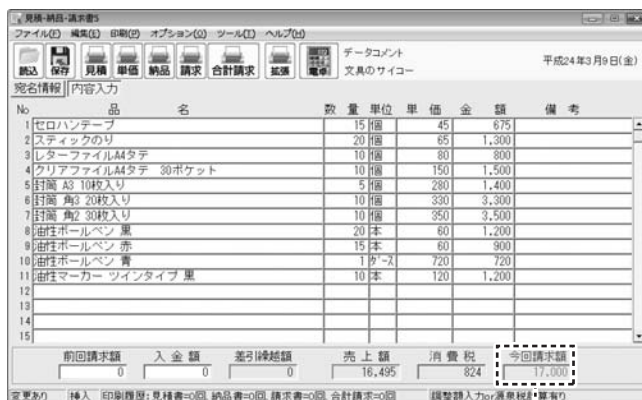 見積・納品・請求書5
ファイル(F) 編集(E) 印刷(P) オプション(O) ツール(T) ヘルプ(H)
読込 保存 見積 単価 納品 請求 合計請求 拡張 電卓
データコメント
文具のサイコー
平成24年3月9日(金)
宛名情報 内容入力
No 品 名 数 量 単位 単 価 金 額 備 考
1 セロハンテープ 15 個 45 675
2 スティックのり 20 個 65 1,300
3 レターファイルA4タテ 10 個 80 800
4 クリアファイルA4タテ 30ポケット 10 個 150 1,500
5 封筒 A3 10枚入り 5 個 280 1,400
6 封筒 角3 20枚入り 10 個 330 3,300
7 封筒 角2 30枚入り 10 個 350 3,500
8 油性ボールペン 黒 20 本 60 1,200
9 油性ボールペン 赤 15 本 60 900
10 油性ボールペン 青 1 ダース 720 720
11 油性マーカー ツインタイプ 黒 10 本 120 1,200
12
13
14
15
前回請求額 入 金 額 差引繰越額 売 上 額 消 費 税 今回請求額
0 0 0 16,495 824 17,000
変更あり 挿入 印刷履歴:見積書=0回, 納品書=0回, 請求書=0回, 合計請求=0回 調整額入力or源泉税計算有り